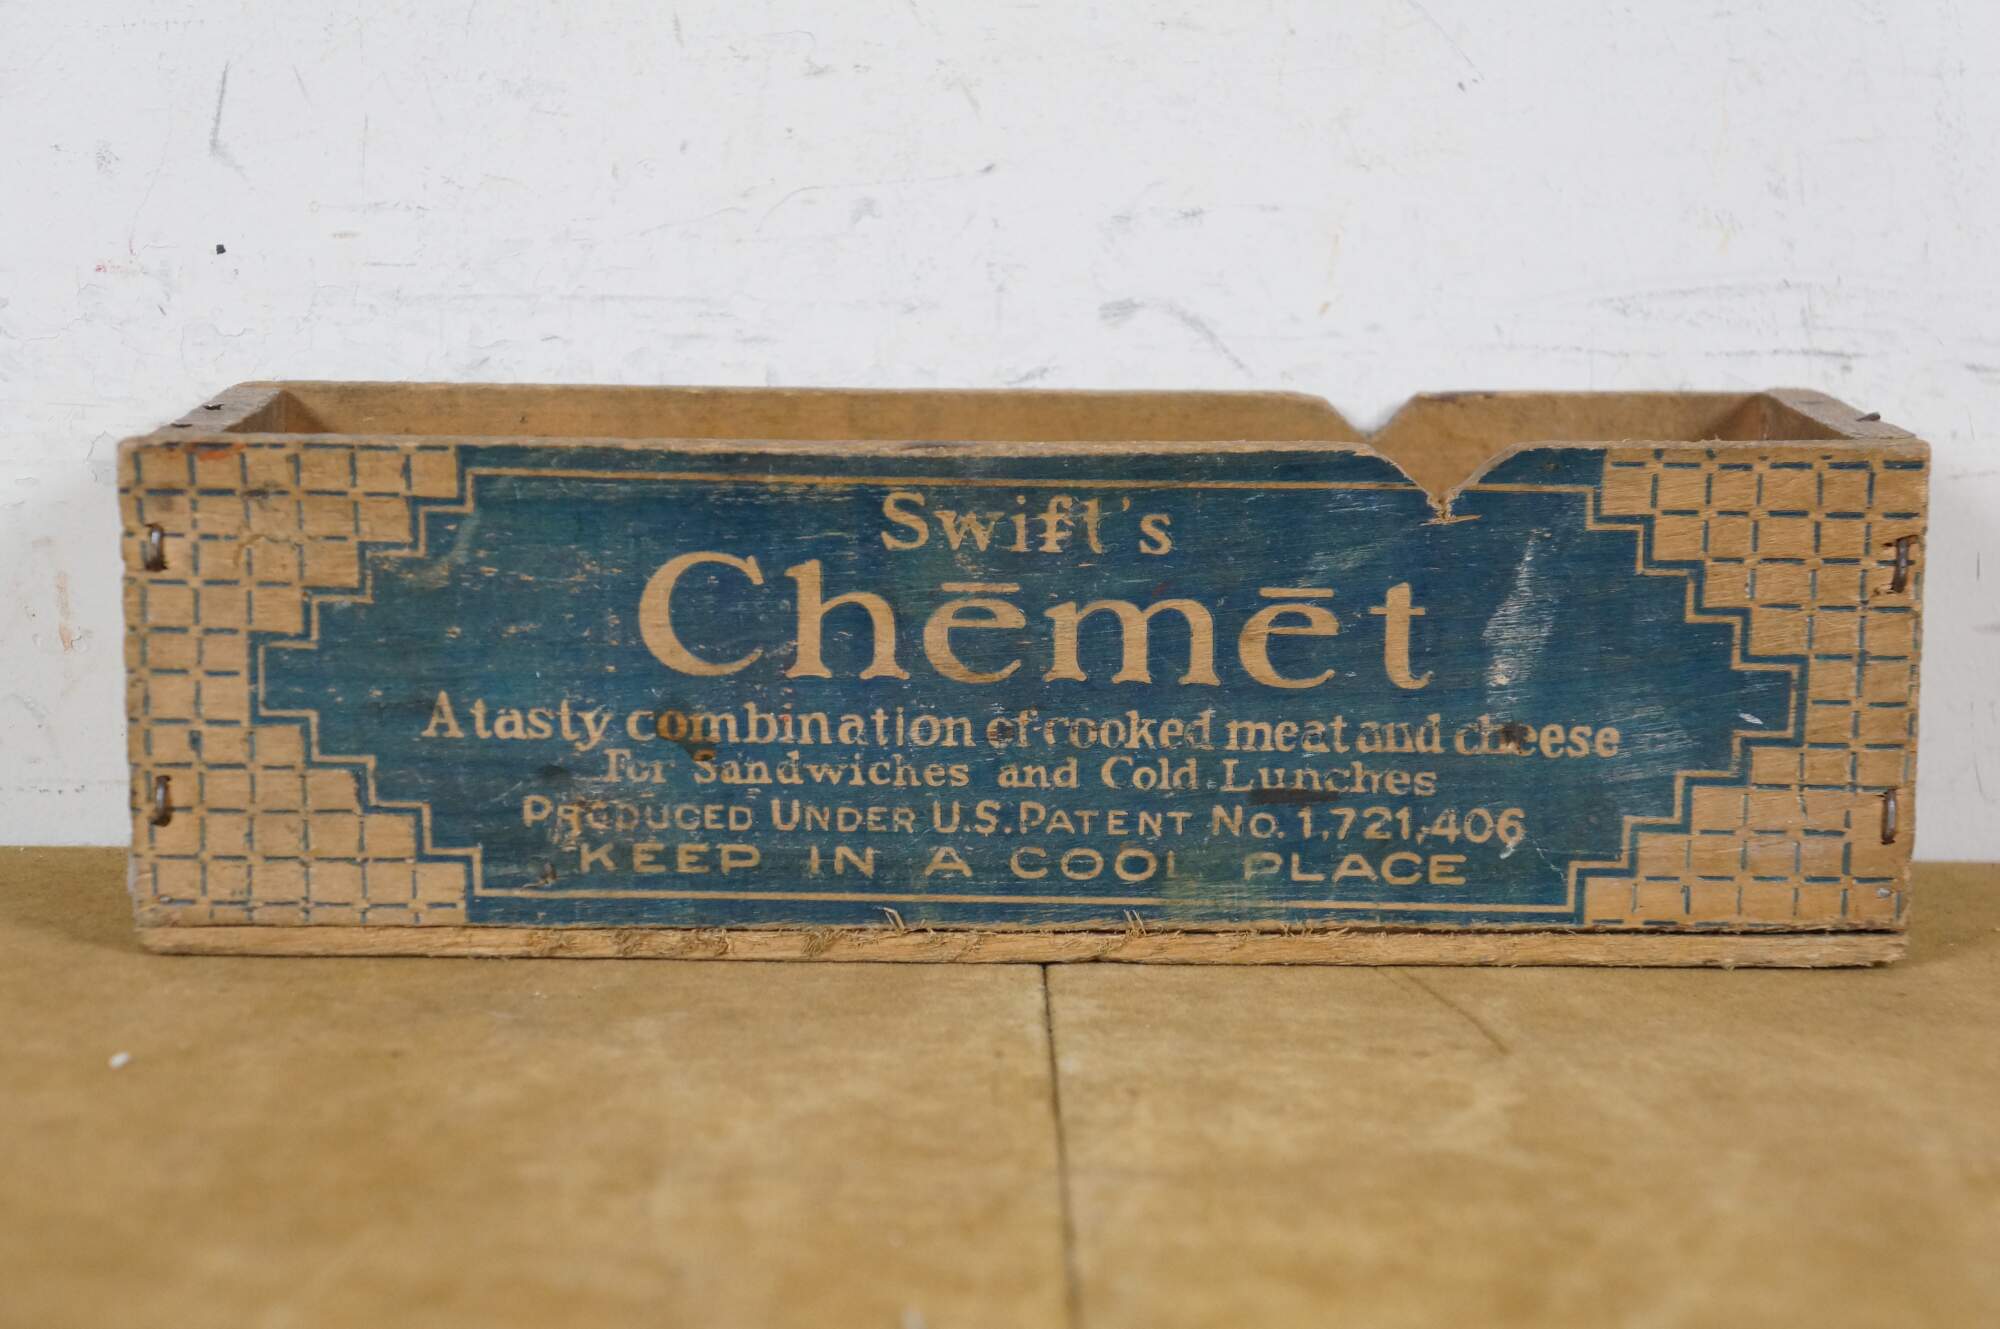 Swift's
Chēmēt
A tasty combination of cooked meat and cheese
For Sandwiches and Cold Lunches
PRODUCED UNDER U.S. PATENT NO. 1,721,406
KEEP IN A COOL PLACE